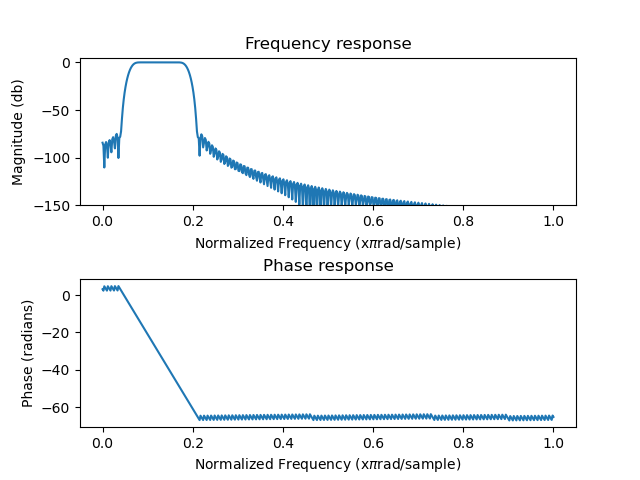 Frequency response
0
−50
−100
−150
Magnitude (db)
0.0 0.2 0.4 0.6 0.8 1.0
Normalized Frequency (xπrad/sample)
Phase response
0
−20
−40
−60
Phase (radians)
0.0 0.2 0.4 0.6 0.8 1.0
Normalized Frequency (xπrad/sample)